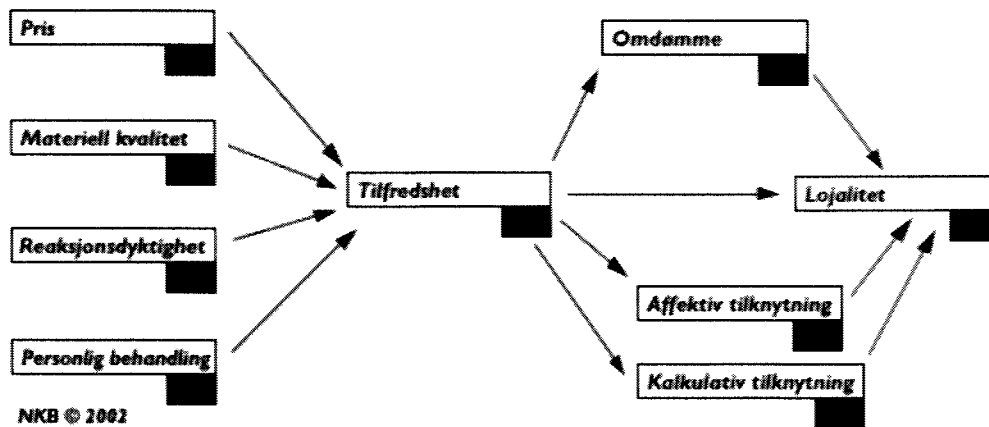 Pris
Materiell kvalitet
Reaksjonsdyktighet
Personlig behandling
Tilfredshet
Omdømme
Lojalitet
Affektiv tilknytning
Kalkulativ tilknytning
NKB © 2002